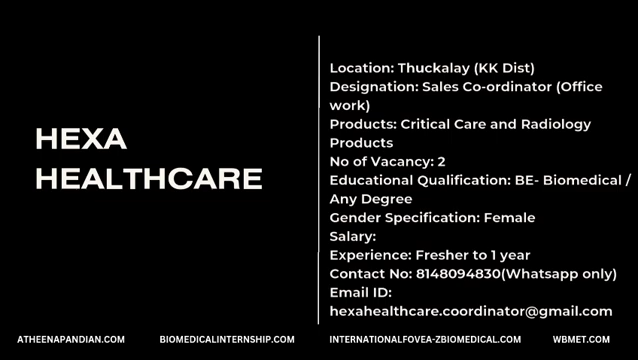 HEXA
HEALTHCARE
Location: Thuckalay (KK Dist)
Designation: Sales Co-ordinator (Office
work)
Products: Critical Care and Radiology
Products
No of Vacancy: 2
Educational Qualification: BE- Biomedical /
Any Degree
Gender Specification: Female
Salary:
Experience: Fresher to 1 year
Contact No: 8148094830(Whatsapp only)
Email ID:
hexahealthcare.coordinator@gmail.com
ATHEENAPANDIAN.COM
BIOMEDICALINTERNSHIP.COM
INTERNATIONALFOVEA-ZBIOMEDICAL.COM
WBMET.COM